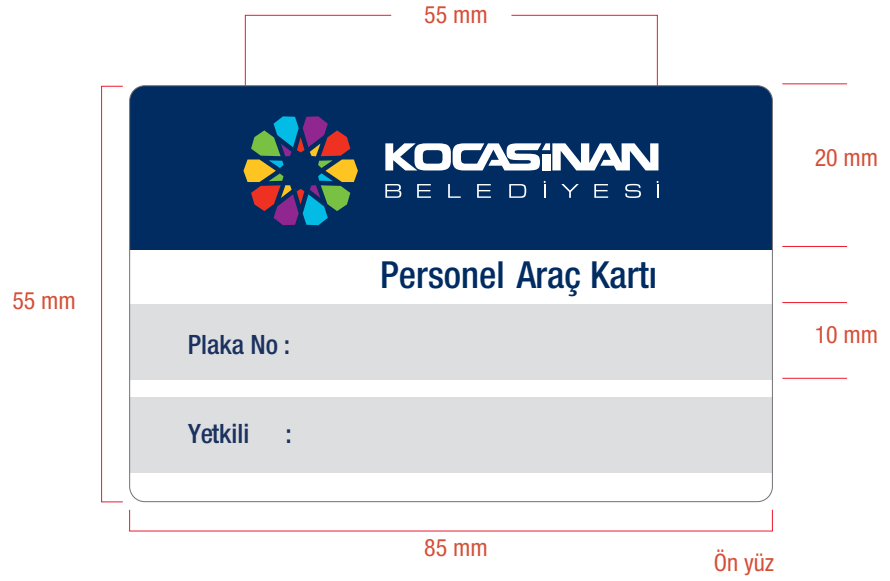 55 mm
KOCASİNAN
BELEDİYESİ
20 mm
Personel Araç Kartı
55 mm
10 mm
Plaka No :
Yetkili :
85 mm
Ön yüz